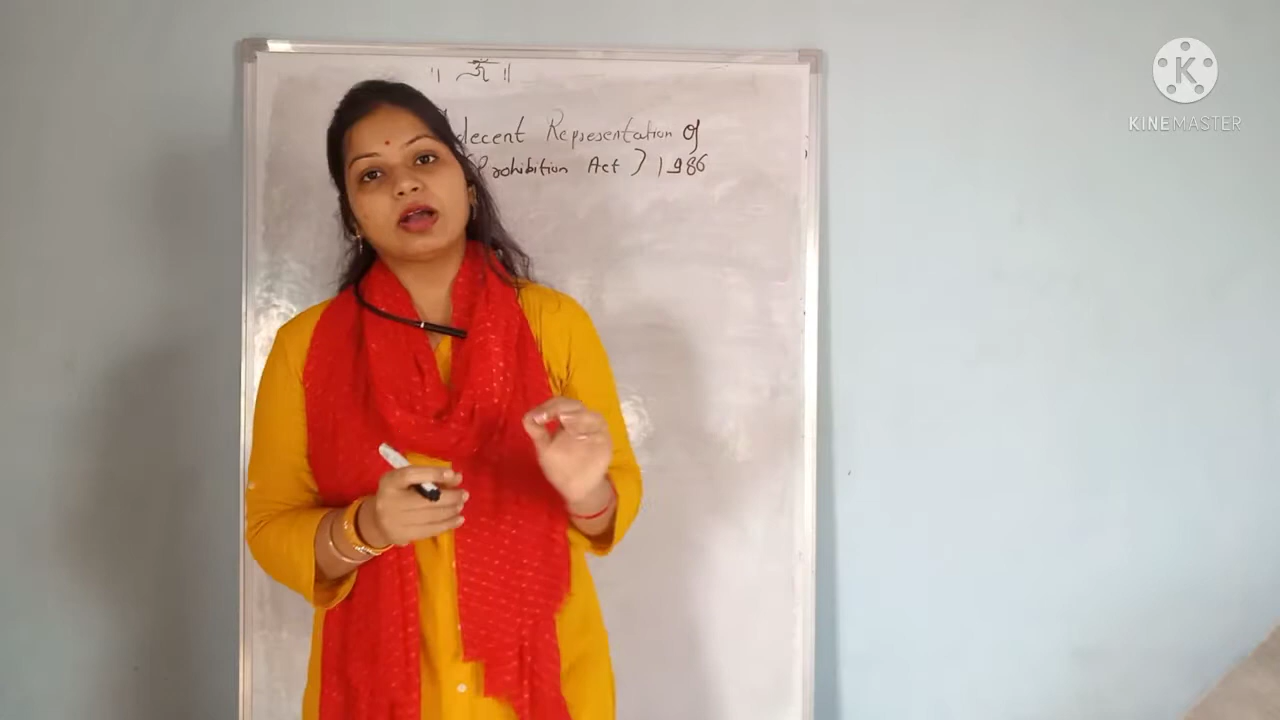 ॥ ॐ ॥
decent Representation of
Prohibition Act) 1986
K
KINEMASTER